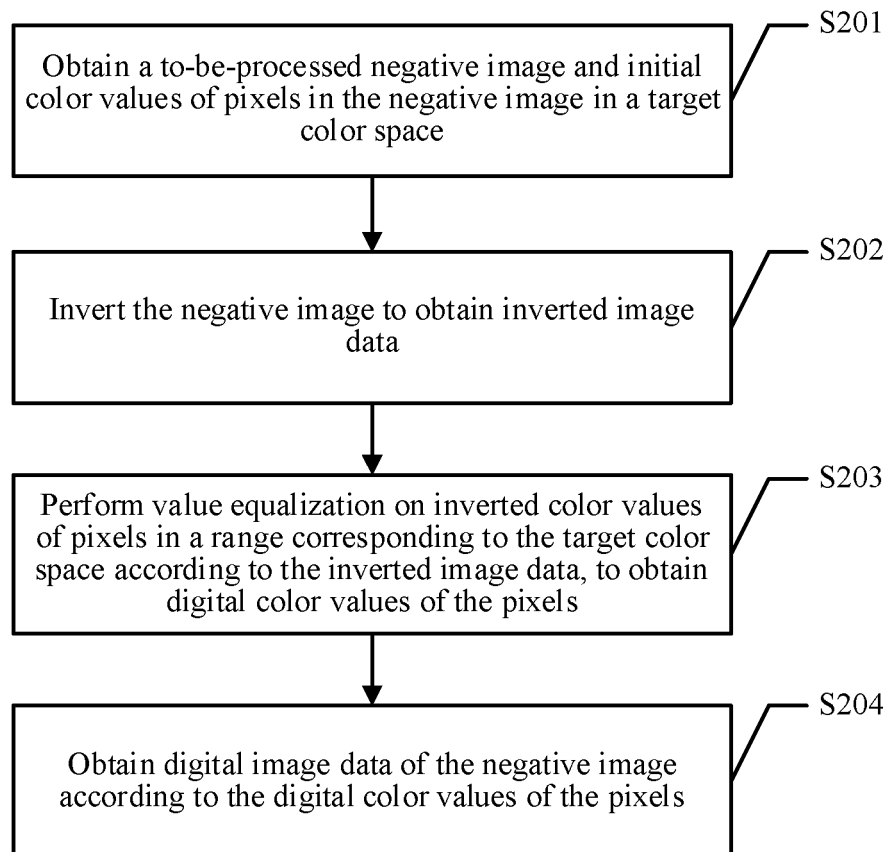 S201
Obtain a to-be-processed negative image and initial
color values of pixels in the negative image in a target
color space
S202
Invert the negative image to obtain inverted image
data
S203
Perform value equalization on inverted color values
of pixels in a range corresponding to the target color
space according to the inverted image data, to obtain
digital color values of the pixels
S204
Obtain digital image data of the negative image
according to the digital color values of the pixels